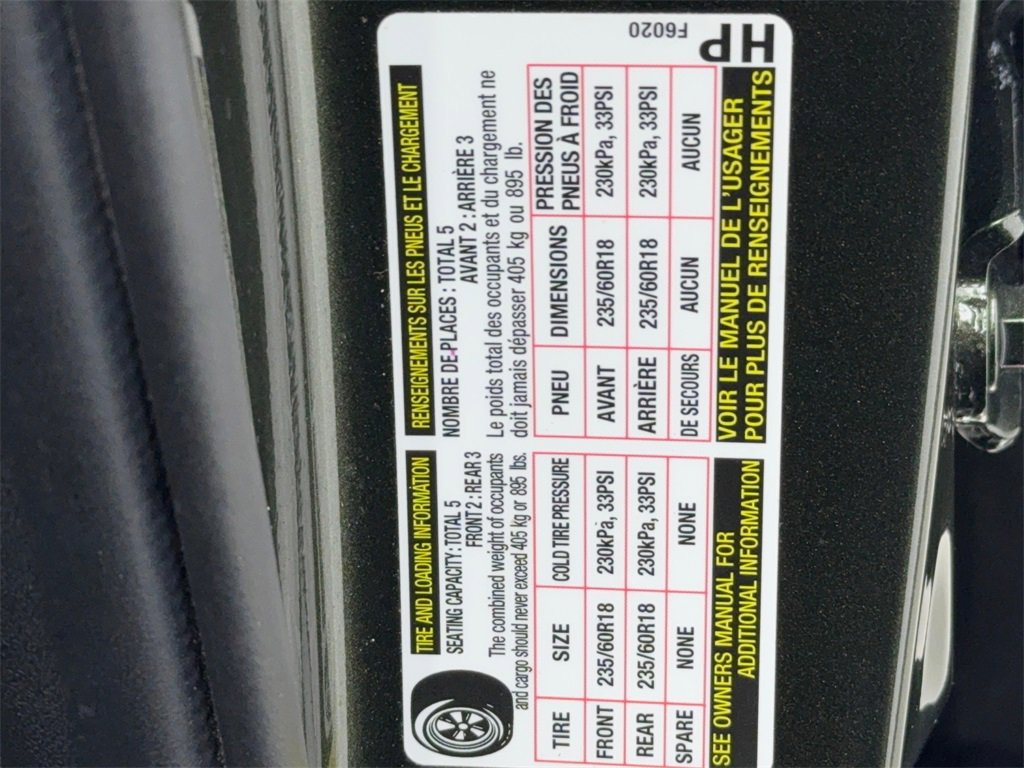 TIRE AND LOADING INFORMATION
SEATING CAPACITY : TOTAL 5
FRONT 2 : REAR 3
The combined weight of occupants
and cargo should never exceed 405 kg or 895 lbs.
TIRE SIZE COLD TIRE PRESSURE
FRONT 235/60R18 230kPa, 33PSI
REAR 235/60R18 230kPa, 33PSI
SPARE NONE NONE
SEE OWNERS MANUAL FOR
ADDITIONAL INFORMATION
RENSEIGNEMENTS SUR LES PNEUS ET LE CHARGEMENT
NOMBRE DE PLACES : TOTAL 5
AVANT 2 : ARRIÈRE 3
Le poids total des occupants et du chargement ne
doit jamais dépasser 405 kg ou 895 lb.
PNEU DIMENSIONS PRESSION DES
PNEUS À FROID
AVANT 235/60R18 230kPa, 33PSI
ARRIÈRE 235/60R18 230kPa, 33PSI
DE SECOURS AUCUN AUCUN
VOIR LE MANUEL DE L'USAGER
POUR PLUS DE RENSEIGNEMENTS
F6020
HP